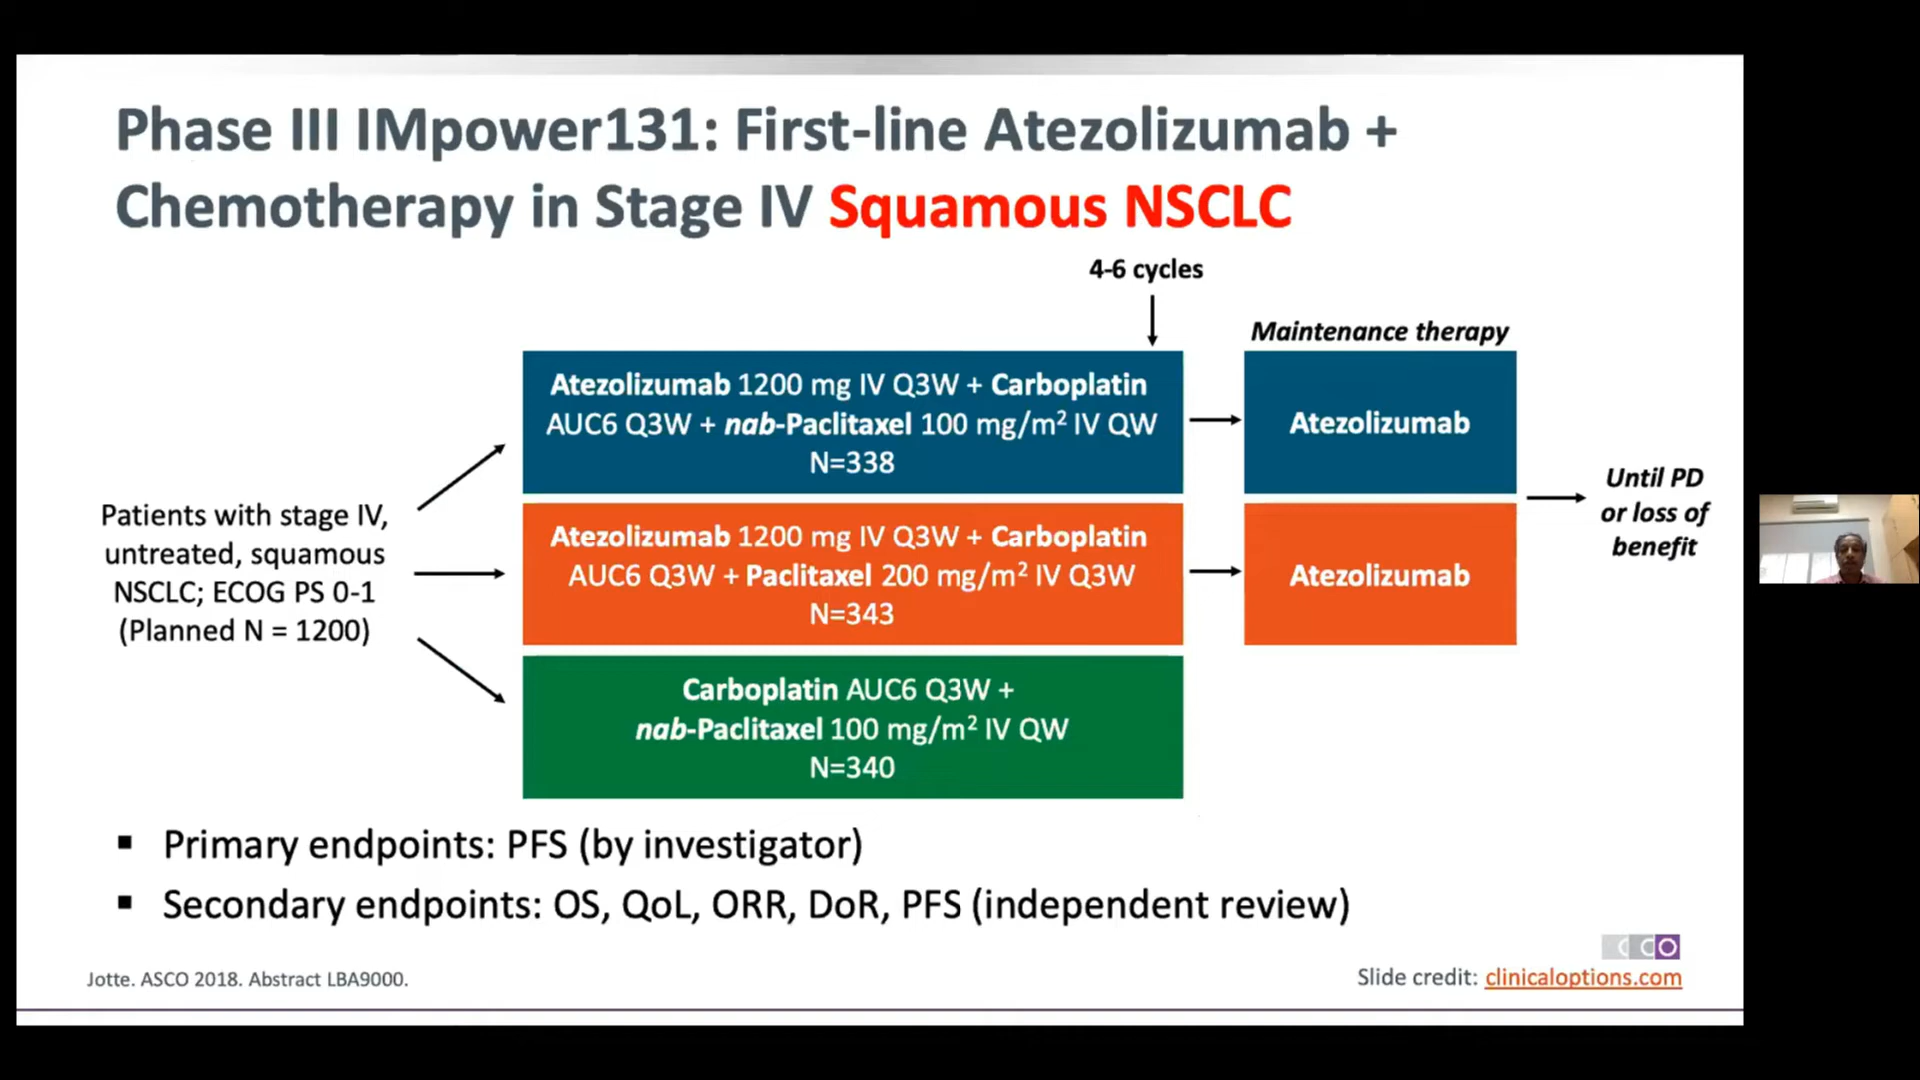 Phase III IMpower131: First-line Atezolizumab +
Chemotherapy in Stage IV Squamous NSCLC
4-6 cycles
Maintenance therapy
Atezolizumab 1200 mg IV Q3W + Carboplatin
AUC6 Q3W + nab-Paclitaxel 100 mg/m² IV QW
N=338
Atezolizumab
Patients with stage IV,
untreated, squamous
NSCLC; ECOG PS 0-1
(Planned N = 1200)
Atezolizumab 1200 mg IV Q3W + Carboplatin
AUC6 Q3W + Paclitaxel 200 mg/m² IV Q3W
N=343
Atezolizumab
Until PD
or loss of
benefit
Carboplatin AUC6 Q3W +
nab-Paclitaxel 100 mg/m² IV QW
N=340
▪ Primary endpoints: PFS (by investigator)
▪ Secondary endpoints: OS, QoL, ORR, DoR, PFS (independent review)
CCO
Jotte. ASCO 2018. Abstract LBA9000.
Slide credit: clinicaloptions.com